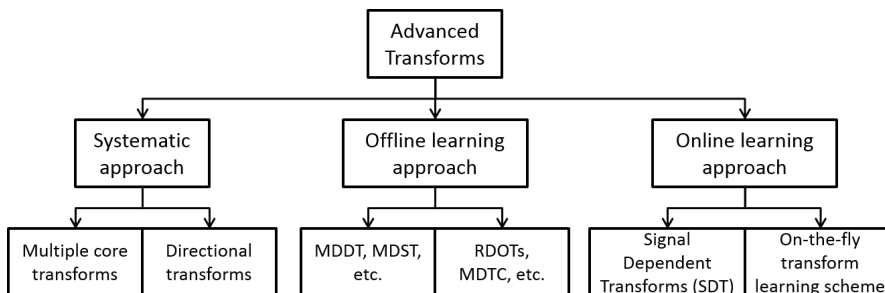 Advanced
Transforms
Systematic
approach
Offline learning
approach
Online learning
approach
Multiple core
transforms
Directional
transforms
MDDT, MDST,
etc.
RDOTs,
MDTC, etc.
Signal
Dependent
Transforms (SDT)
On-the-fly
transform
learning scheme